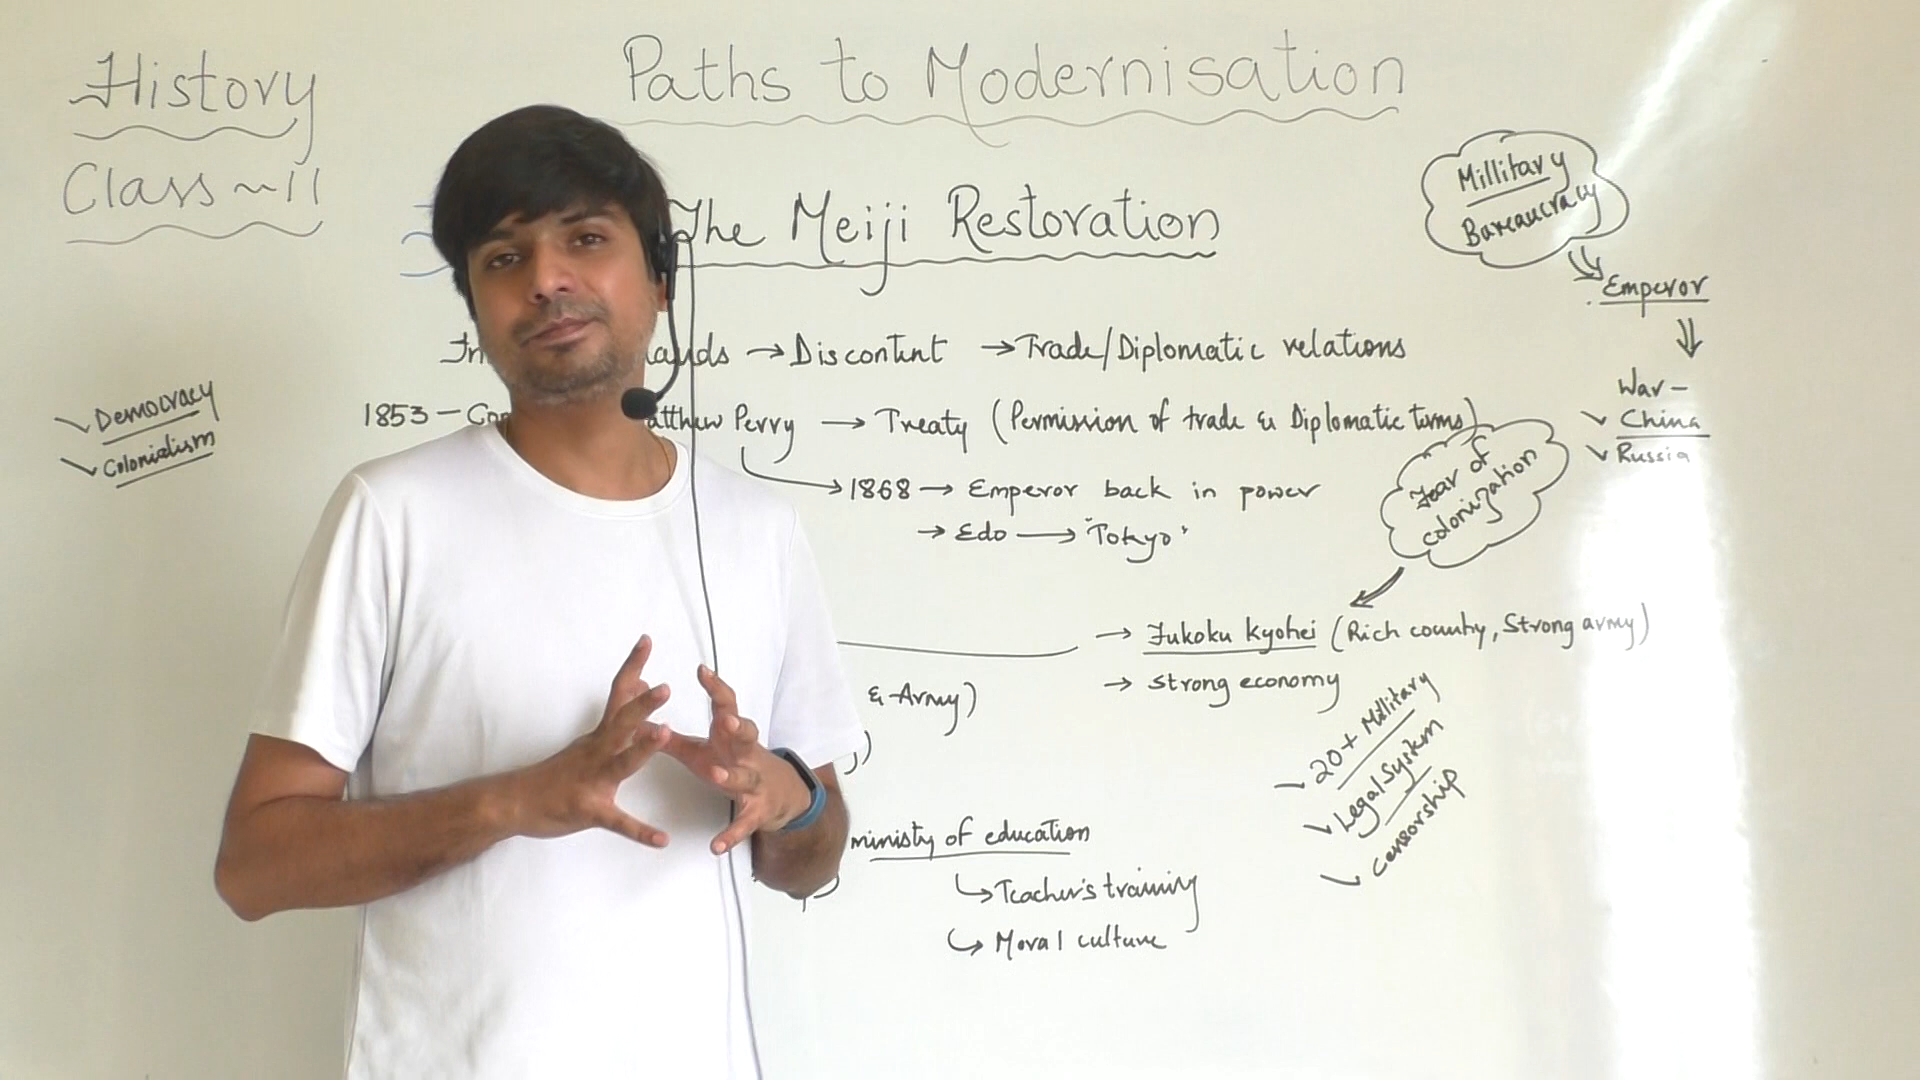 History
Class ~ 11
Paths to Modernisation
The Meiji Restoration
→ Discontent → Trade/Diplomatic relations
1853 – atthew Perry → Treaty (Permission of trade & Diplomatic terms)
→ 1868 → Emperor back in power
→ Edo → "Tokyo"
→ Fukoku kyohei (Rich country, Strong army)
→ Strong economy
& Army)
ministry of education
↳ Teacher's training
↳ Moral culture
Democracy
Colonialism
Millitary
Bureaucracy
Emperor
War –
China
Russia
Fear of
colonization
20+ Millitary
Legal System
Censorship